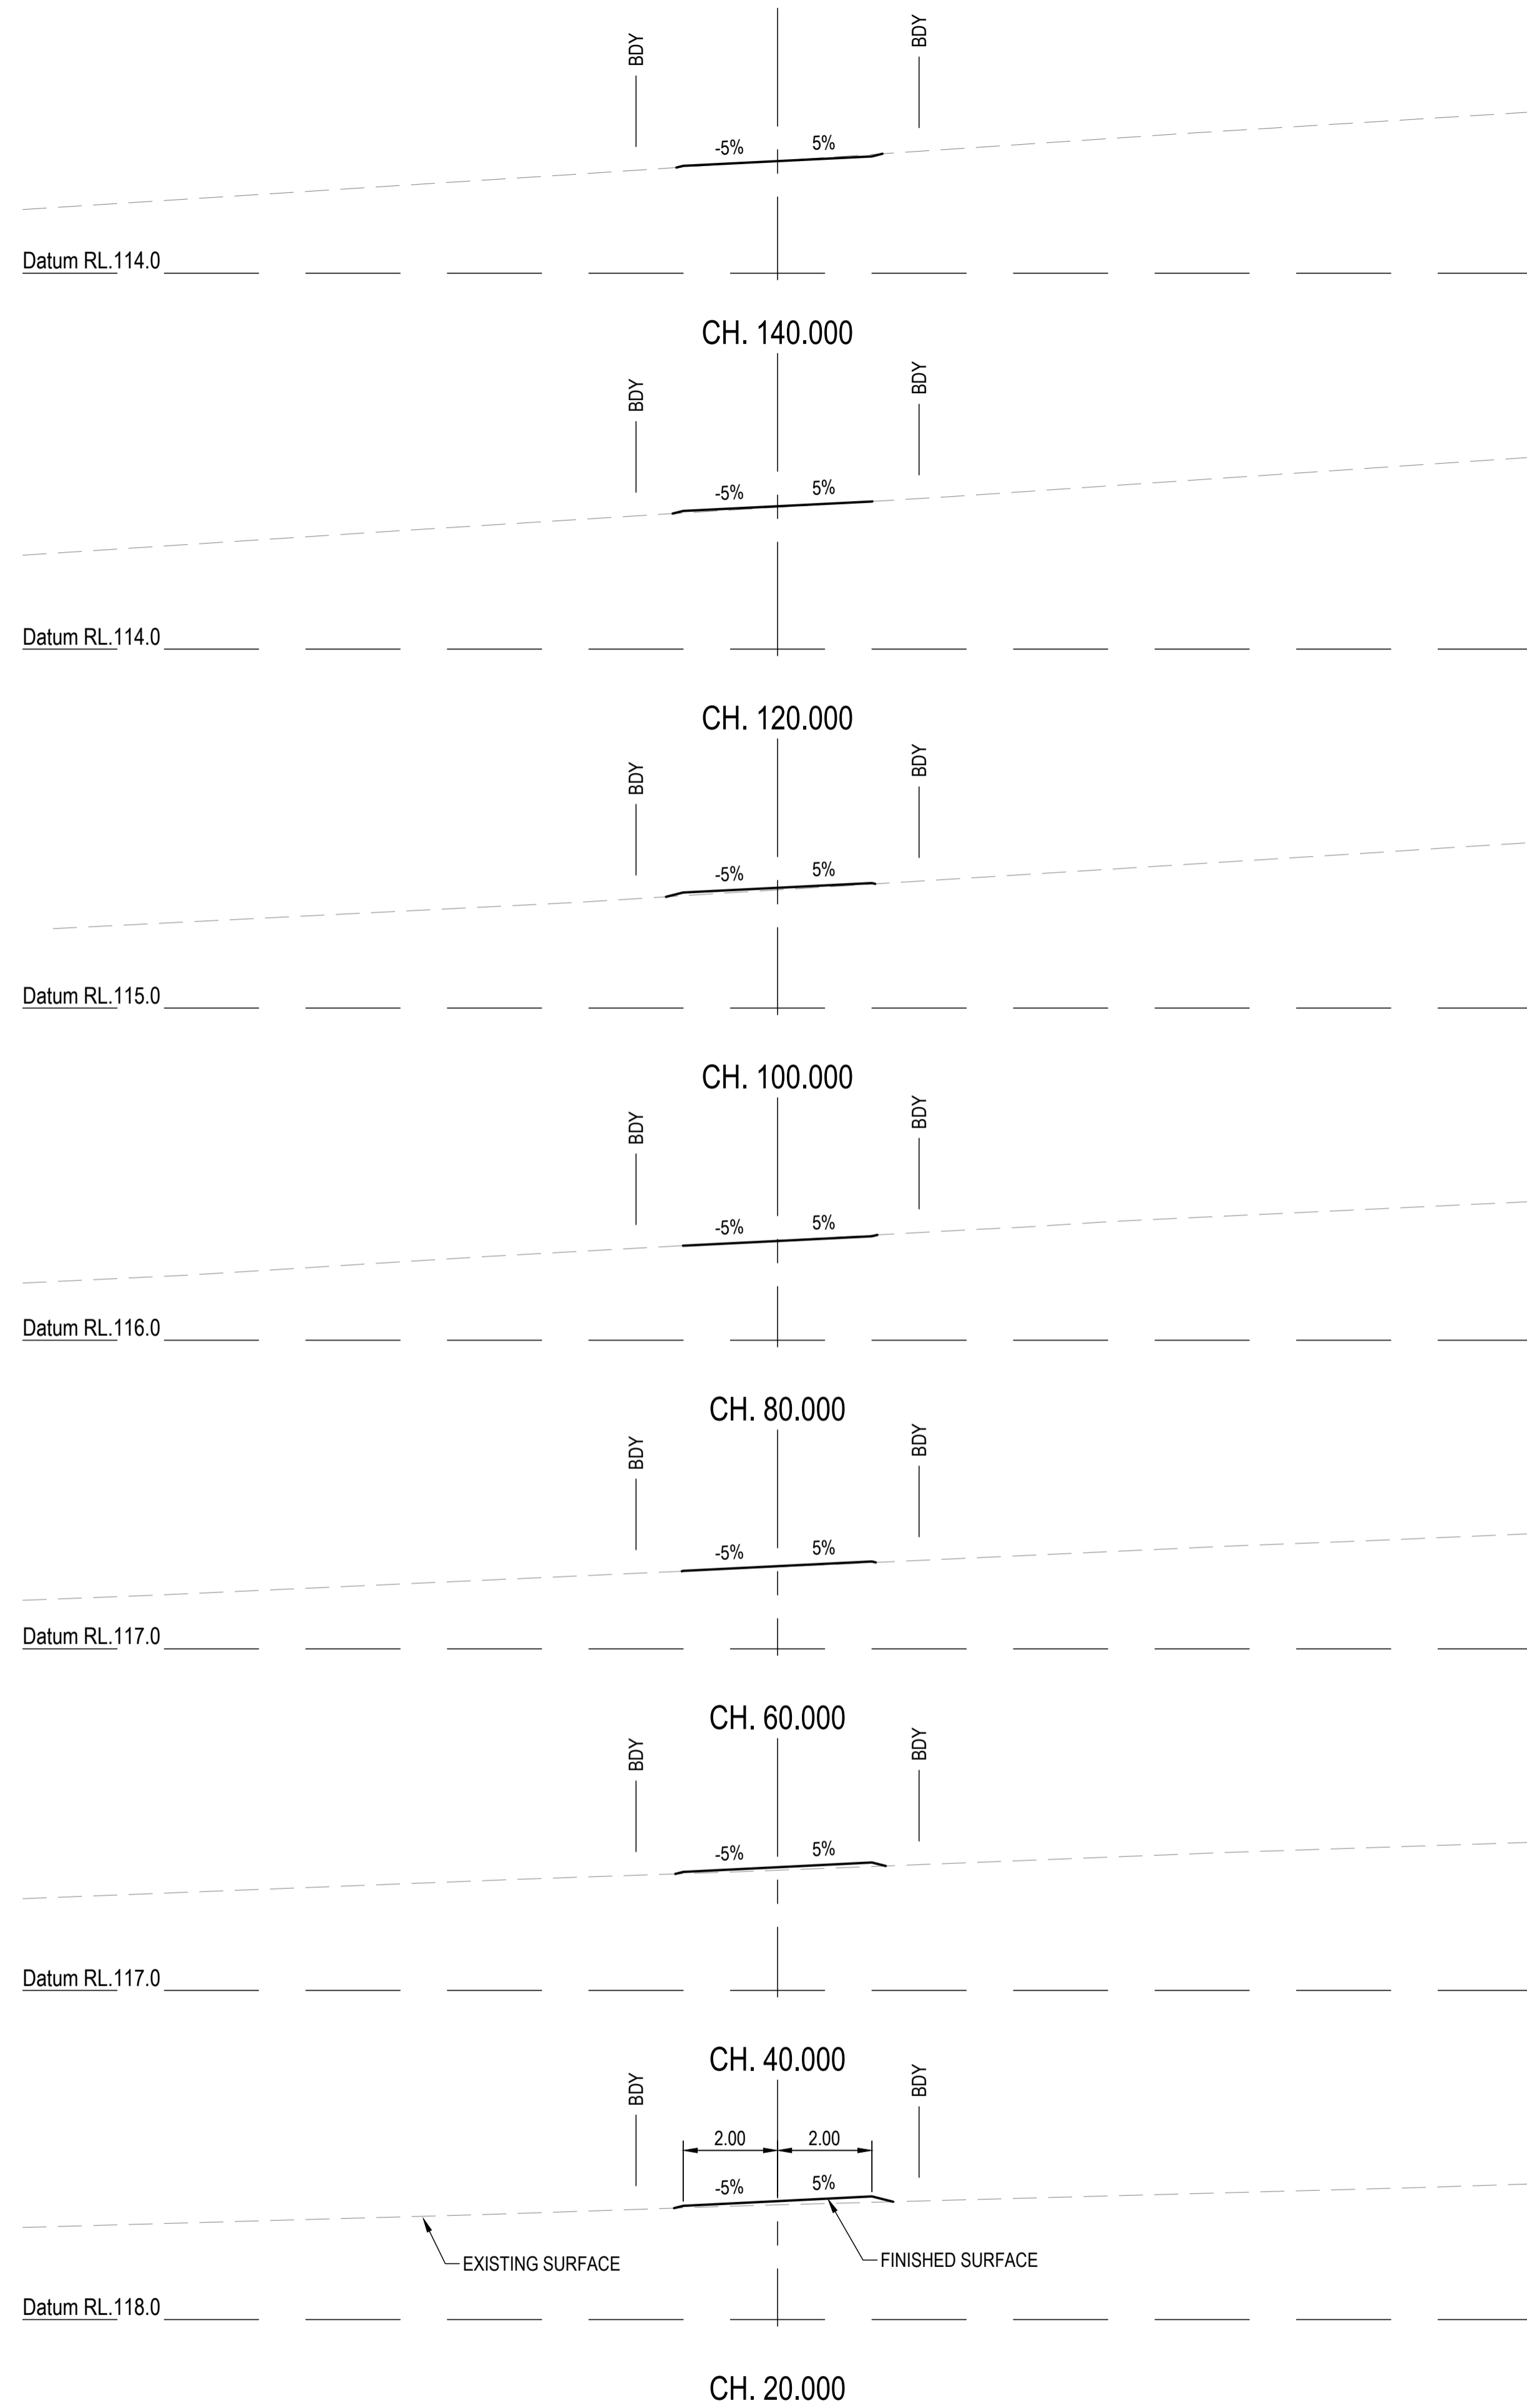 BDY
BDY
-5%
5%
Datum RL.114.0
CH. 140.000
BDY
BDY
-5%
5%
Datum RL.114.0
CH. 120.000
BDY
BDY
-5%
5%
Datum RL.115.0
CH. 100.000
BDY
BDY
-5%
5%
Datum RL.116.0
CH. 80.000
BDY
BDY
-5%
5%
Datum RL.117.0
CH. 60.000
BDY
BDY
-5%
5%
Datum RL.117.0
CH. 40.000
BDY
BDY
2.00
2.00
-5%
5%
EXISTING SURFACE
FINISHED SURFACE
Datum RL.118.0
CH. 20.000